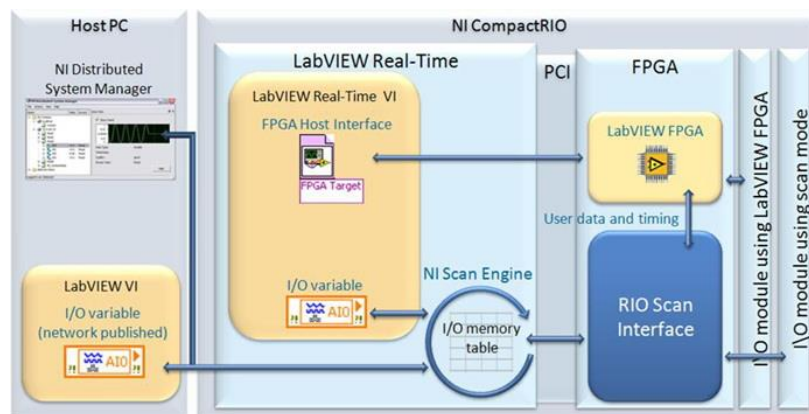 Host PC
NI CompactRIO
NI Distributed
System Manager
LabVIEW VI
I/O variable
(network published)
AIO
LabVIEW Real-Time
LabVIEW Real-Time VI
FPGA Host Interface
FPGA Target
I/O variable
AIO
NI Scan Engine
I/O memory
table
PCI
FPGA
LabVIEW FPGA
User data and timing
RIO Scan
Interface
I\O module using LabVIEW FPGA
I\O module using scan mode